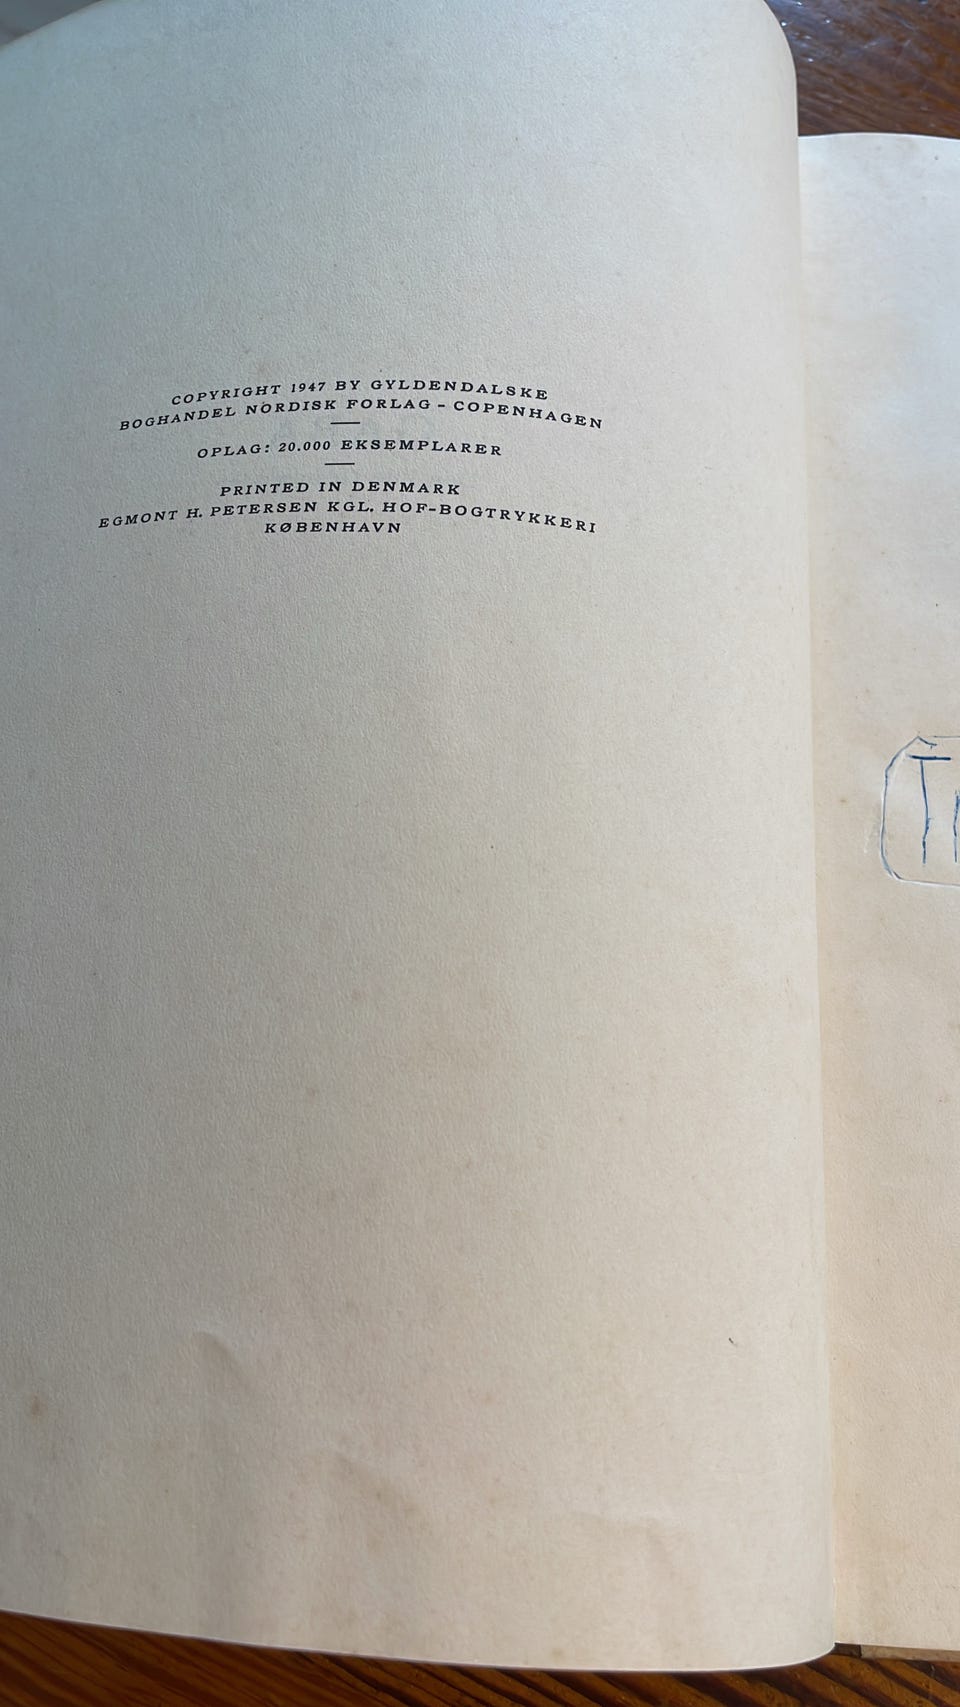 COPYRIGHT 1947 BY GYLDENDALSKE
BOGHANDEL NORDISK FORLAG – COPENHAGEN
OPLAG: 20.000 EKSEMPLARER
PRINTED IN DENMARK
EGMONT H. PETERSEN KGL. HOF-BOGTRYKKERI
KØBENHAVN